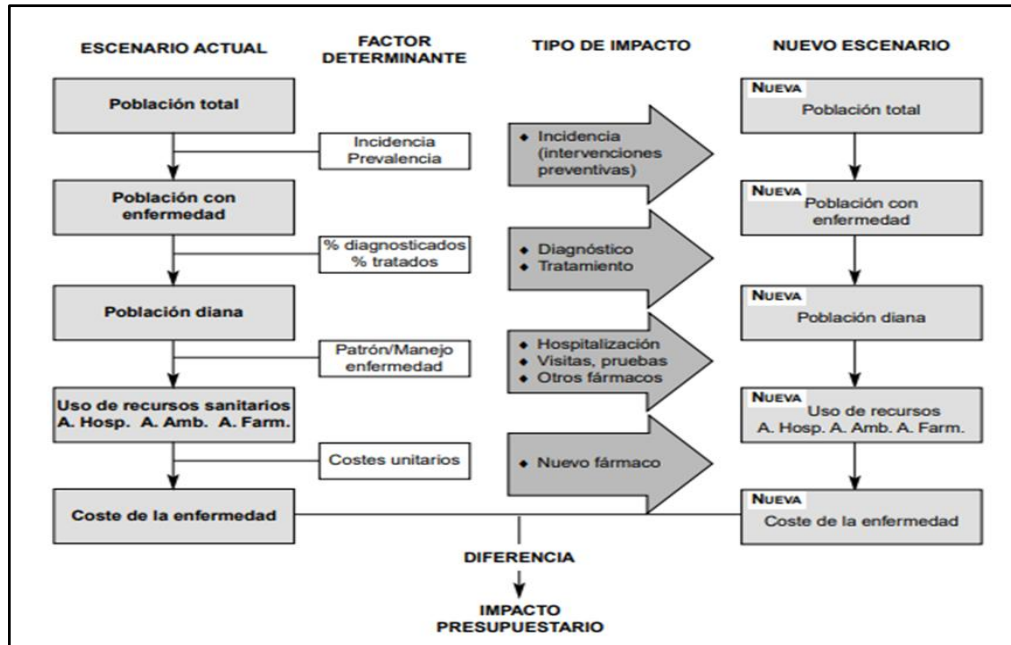 ESCENARIO ACTUAL
FACTOR
DETERMINANTE
TIPO DE IMPACTO
NUEVO ESCENARIO
Población total
Incidencia
Prevalencia
◆ Incidencia
(intervenciones
preventivas)
NUEVA
Población total
Población con
enfermedad
% diagnosticados
% tratados
◆ Diagnóstico
◆ Tratamiento
NUEVA
Población con
enfermedad
Población diana
Patrón/Manejo
enfermedad
◆ Hospitalización
◆ Visitas, pruebas
◆ Otros fármacos
NUEVA
Población diana
Uso de recursos sanitarios
A. Hosp. A. Amb. A. Farm.
Costes unitarios
◆ Nuevo fármaco
NUEVA
Uso de recursos
A. Hosp. A. Amb. A. Farm.
Coste de la enfermedad
NUEVA
Coste de la enfermedad
DIFERENCIA
IMPACTO
PRESUPUESTARIO